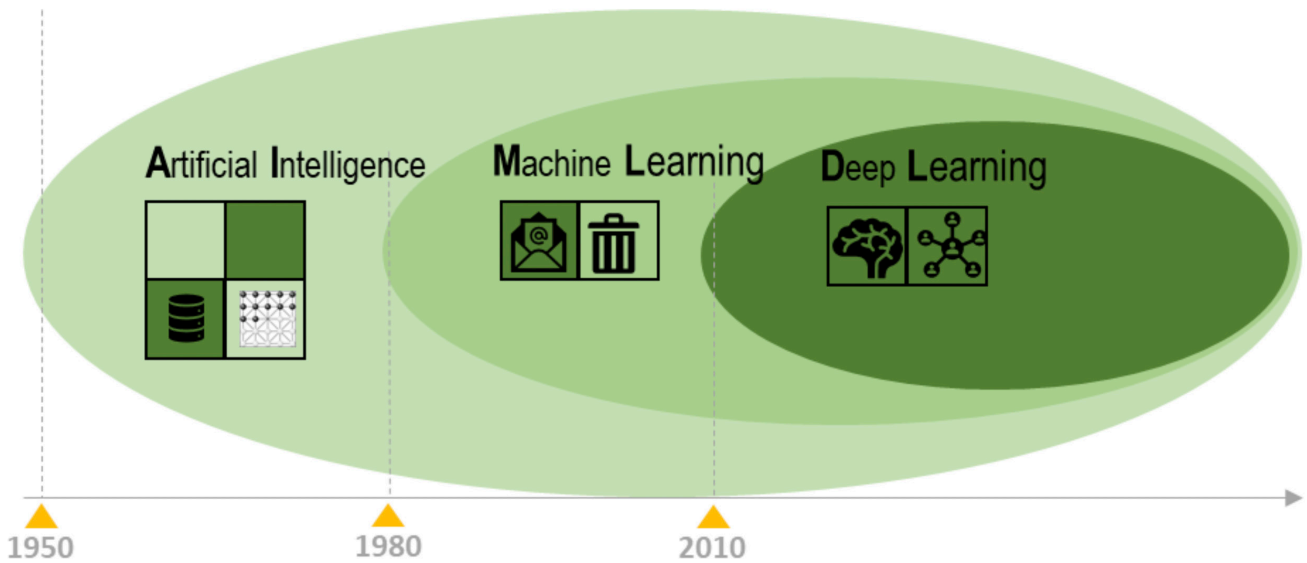 Artificial Intelligence
Machine Learning
Deep Learning
@
1950
1980
2010